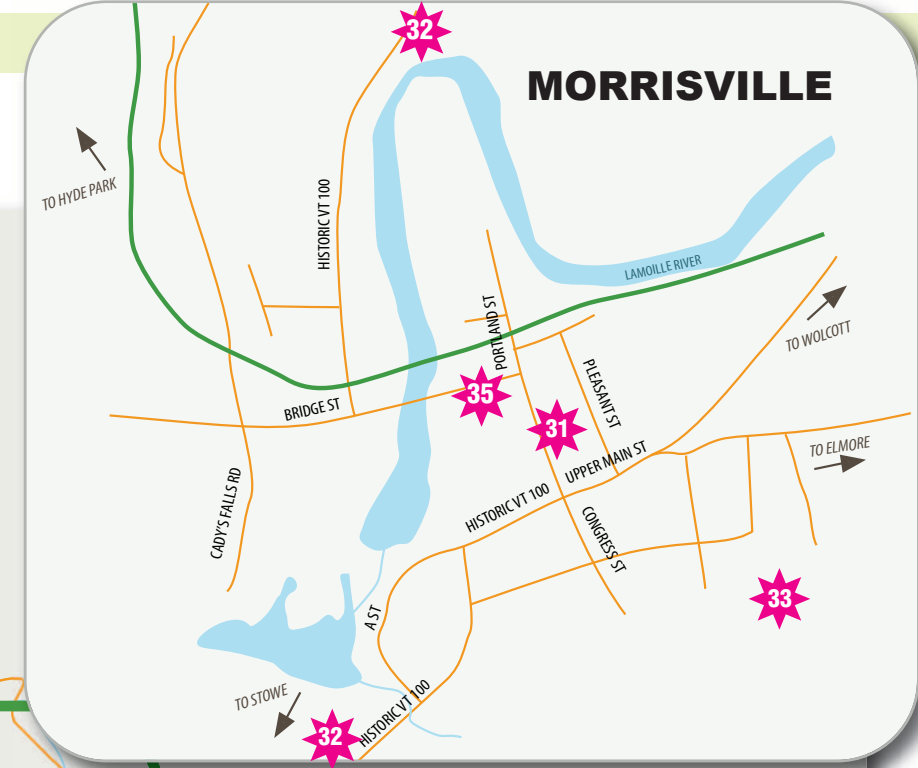 32
MORRISVILLE
TO HYDE PARK
HISTORIC VT 100
LAMOILLE RIVER
PORTLAND ST
TO WOLCOTT
35
PLEASANT ST
BRIDGE ST
31
UPPER MAIN ST
TO ELMORE
CADY'S FALLS RD
HISTORIC VT 100
CONGRESS ST
33
A ST
TO STOWE
HISTORIC VT 100
32